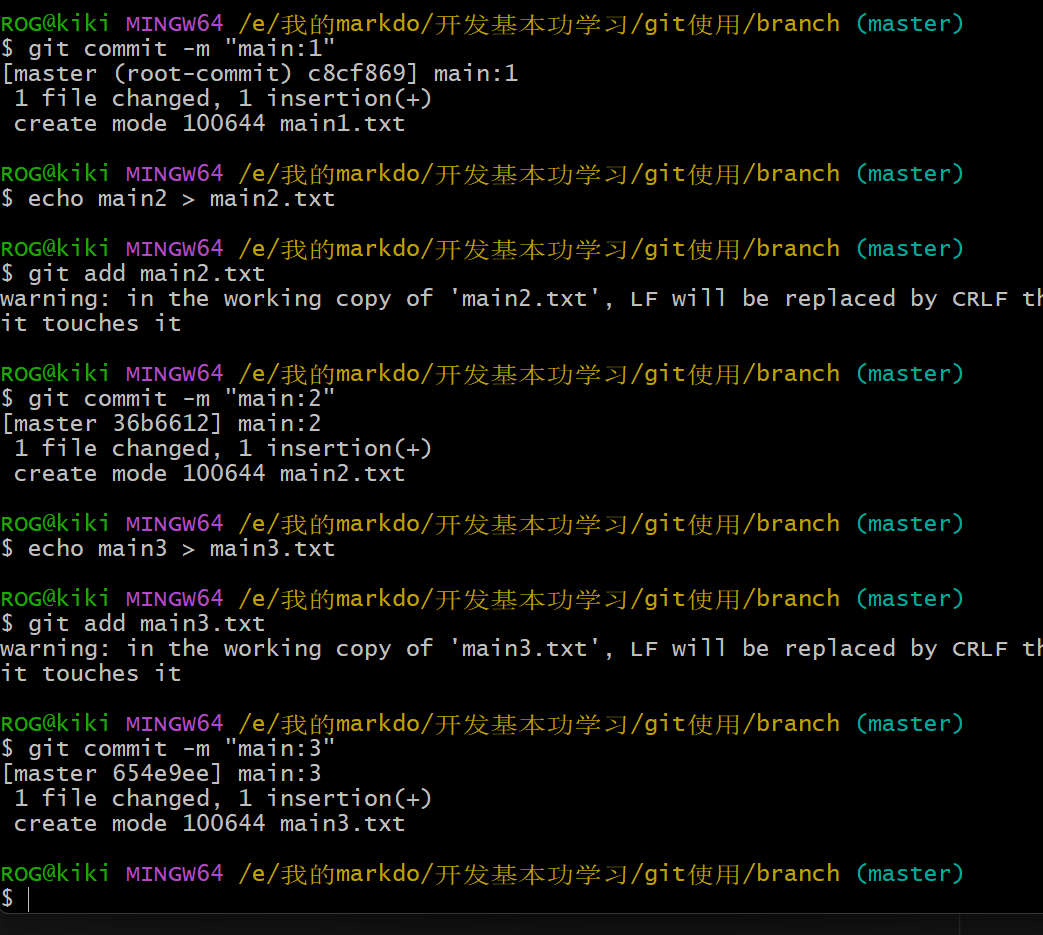 ROG@kiki MINGW64 /e/我的markdo/开发基本功学习/git使用/branch (master)
$ git commit -m "main:1"
[master (root-commit) c8cf869] main:1
 1 file changed, 1 insertion(+)
 create mode 100644 main1.txt
ROG@kiki MINGW64 /e/我的markdo/开发基本功学习/git使用/branch (master)
$ echo main2 > main2.txt
ROG@kiki MINGW64 /e/我的markdo/开发基本功学习/git使用/branch (master)
$ git add main2.txt
warning: in the working copy of 'main2.txt', LF will be replaced by CRLF th
it touches it
ROG@kiki MINGW64 /e/我的markdo/开发基本功学习/git使用/branch (master)
$ git commit -m "main:2"
[master 36b6612] main:2
 1 file changed, 1 insertion(+)
 create mode 100644 main2.txt
ROG@kiki MINGW64 /e/我的markdo/开发基本功学习/git使用/branch (master)
$ echo main3 > main3.txt
ROG@kiki MINGW64 /e/我的markdo/开发基本功学习/git使用/branch (master)
$ git add main3.txt
warning: in the working copy of 'main3.txt', LF will be replaced by CRLF th
it touches it
ROG@kiki MINGW64 /e/我的markdo/开发基本功学习/git使用/branch (master)
$ git commit -m "main:3"
[master 654e9ee] main:3
 1 file changed, 1 insertion(+)
 create mode 100644 main3.txt
ROG@kiki MINGW64 /e/我的markdo/开发基本功学习/git使用/branch (master)
$